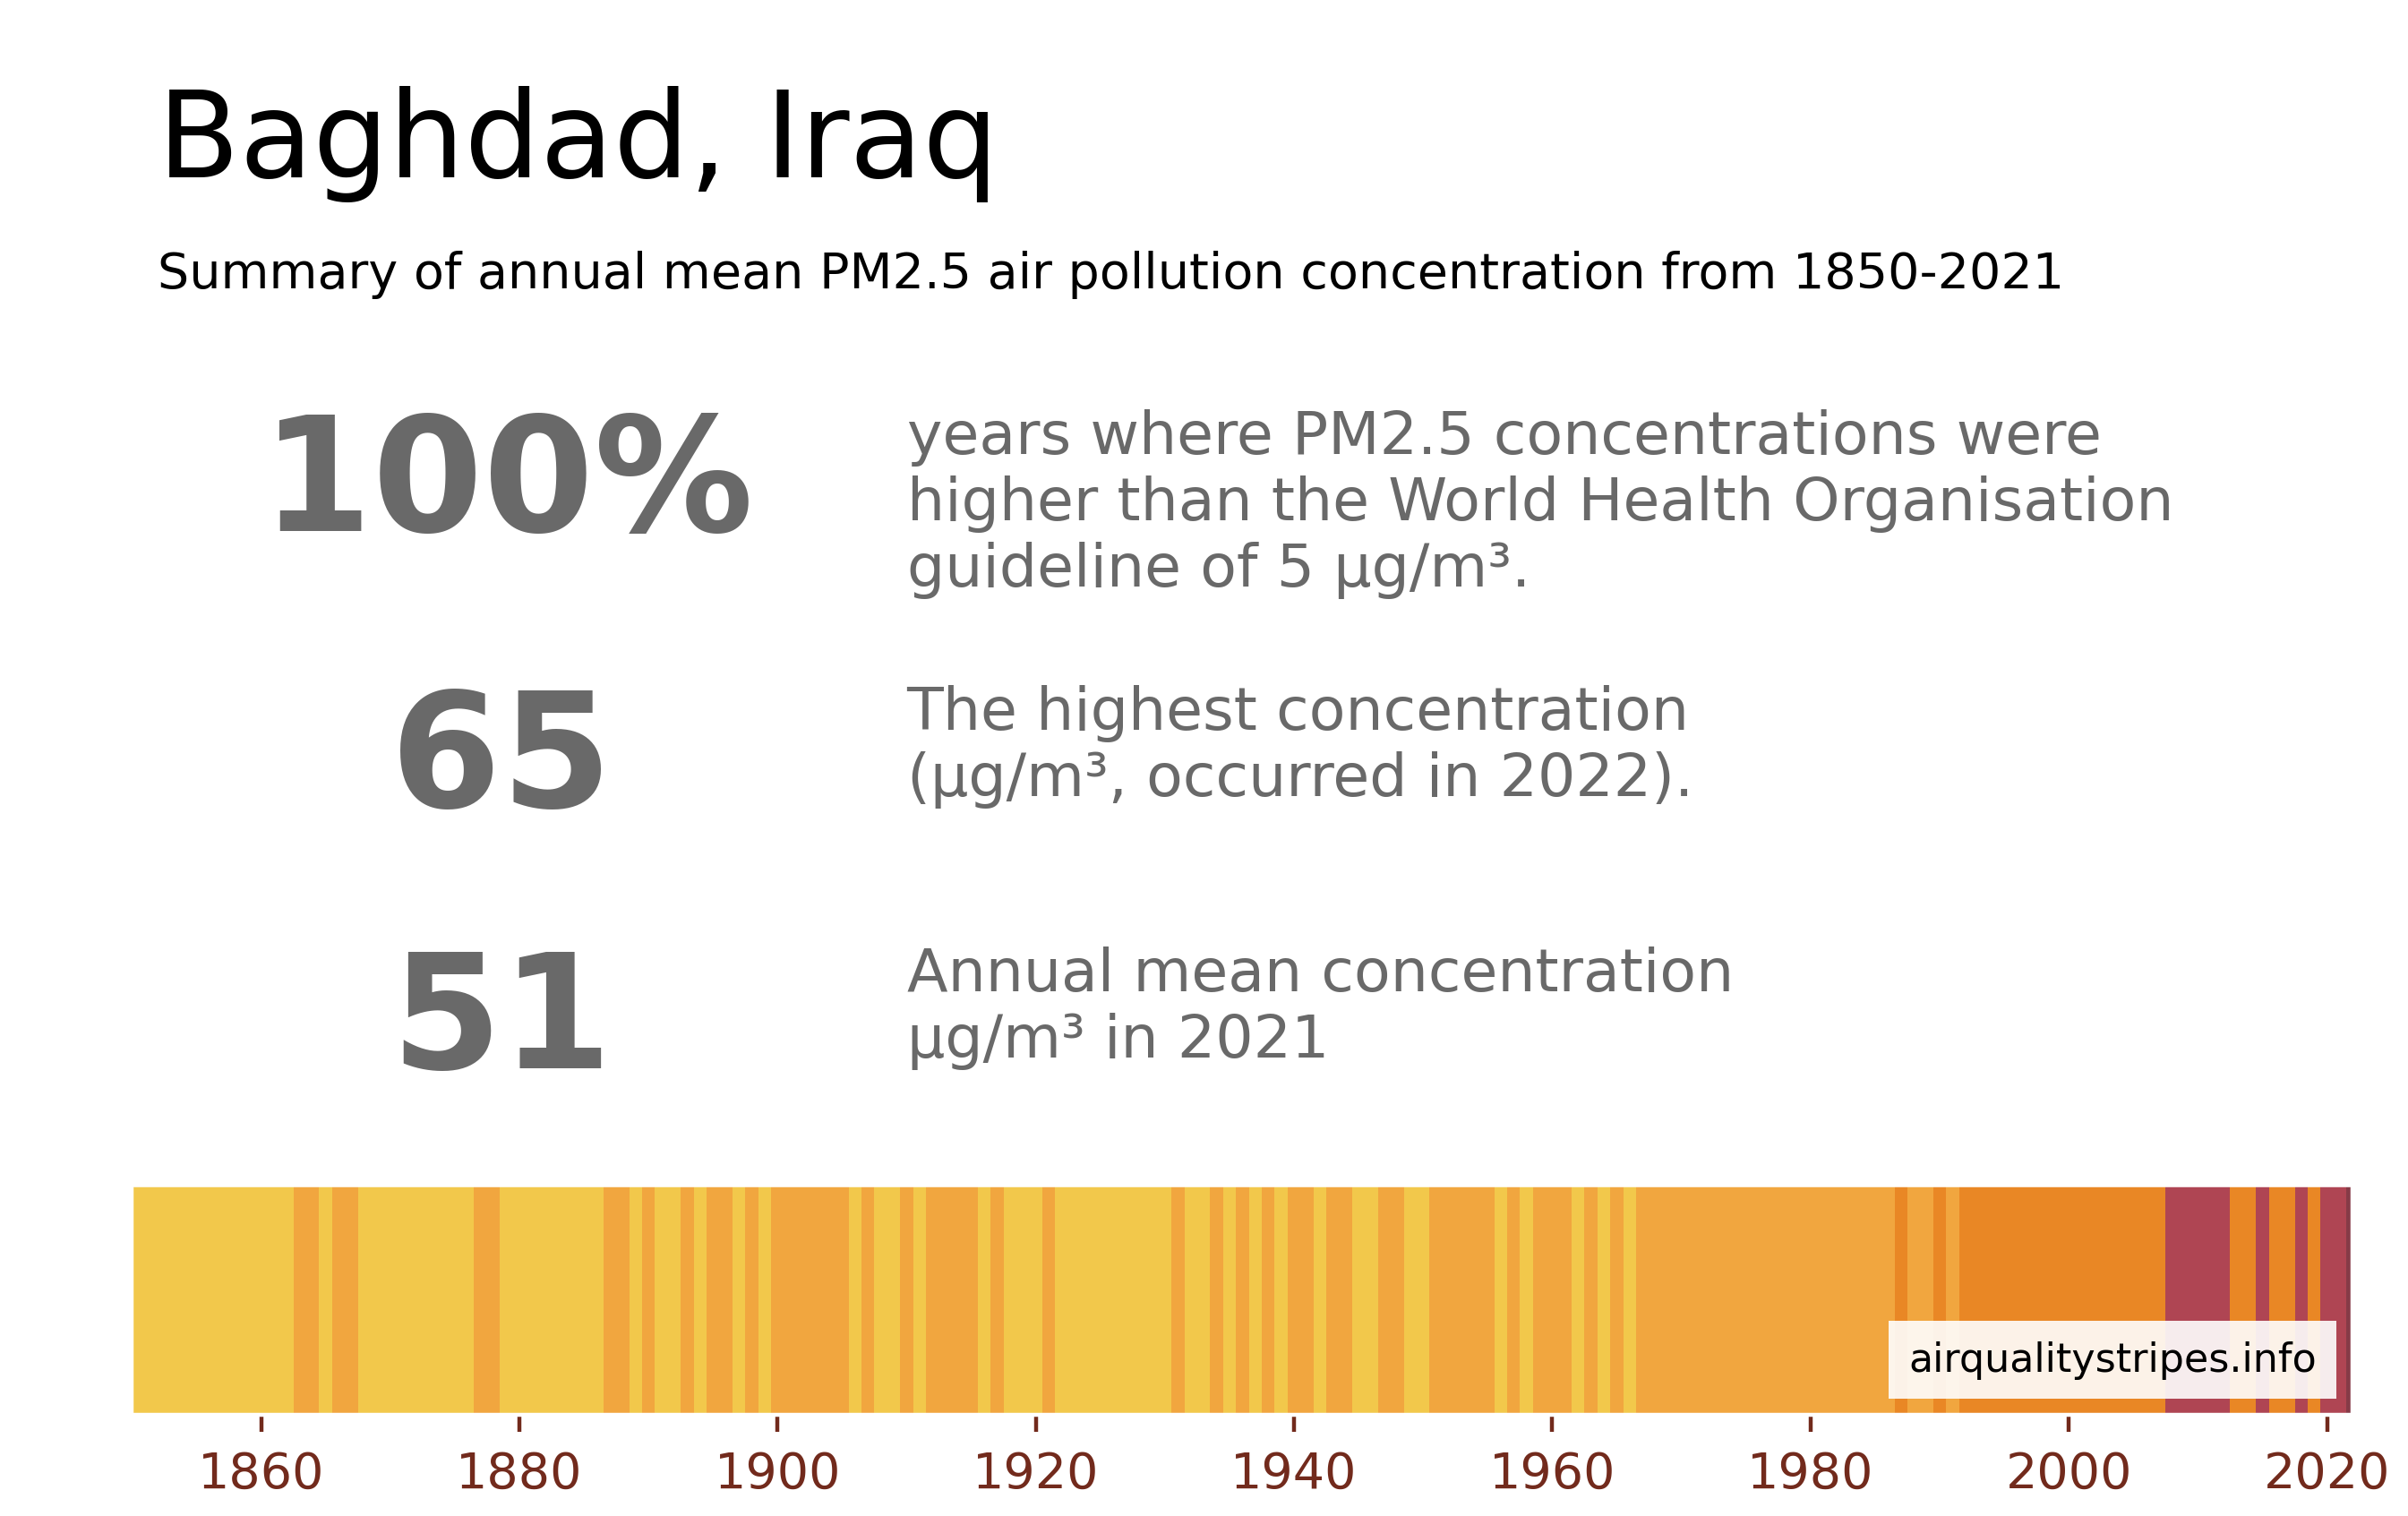 Baghdad, Iraq
Summary of annual mean PM2.5 air pollution concentration from 1850-2021
100%
years where PM2.5 concentrations were
higher than the World Health Organisation
guideline of 5 µg/m³.
65
The highest concentration
(µg/m³, occurred in 2022).
51
Annual mean concentration
µg/m³ in 2021
airqualitystripes.info
1860 1880 1900 1920 1940 1960 1980 2000 2020